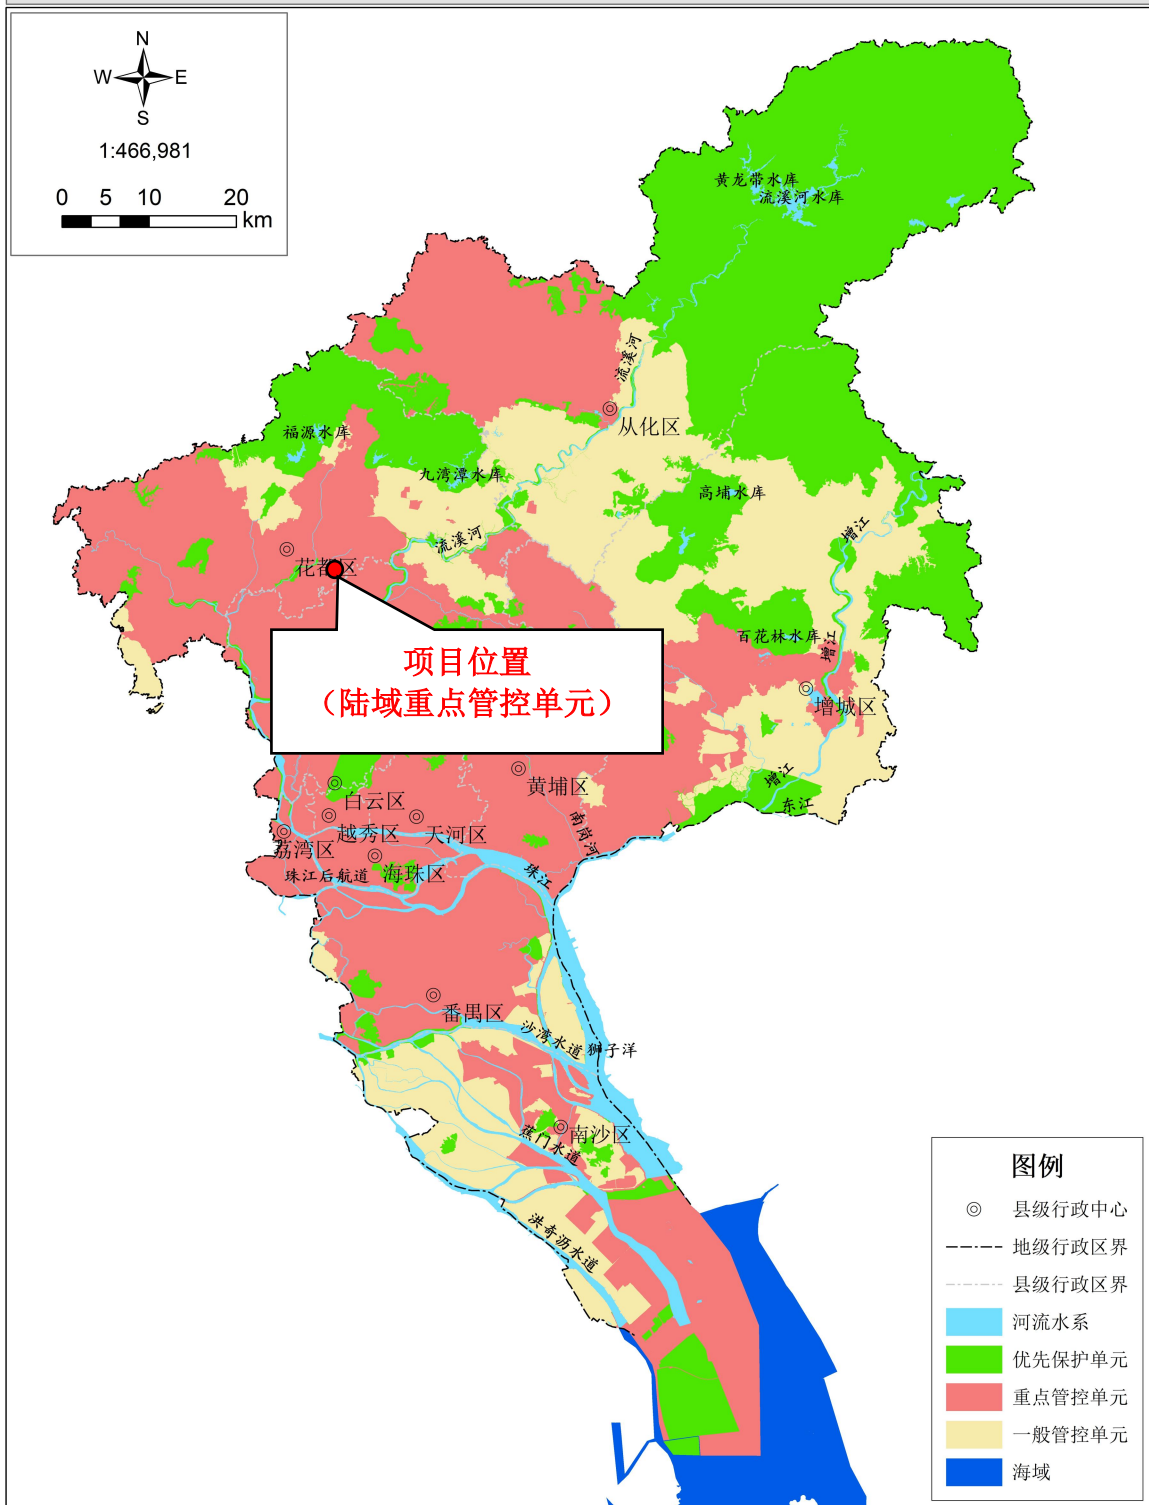 N
W E
S
1:466,981
0 5 10 20
km
黄龙带水库
流溪河水库
流溪河
从化区
福源水库
九湾潭水库
高埔水库
流溪河
增江
花都区
项目位置
（陆域重点管控单元）
百花林水库
增江
增城区
增江
东江
黄埔区
白云区
南岗河
越秀区
天河区
荔湾区
海珠区
珠江后航道
珠江
番禺区
沙湾水道
狮子洋
南沙区
蕉门水道
洪奇沥水道
图例
县级行政中心
地级行政区界
县级行政区界
河流水系
优先保护单元
重点管控单元
一般管控单元
海域